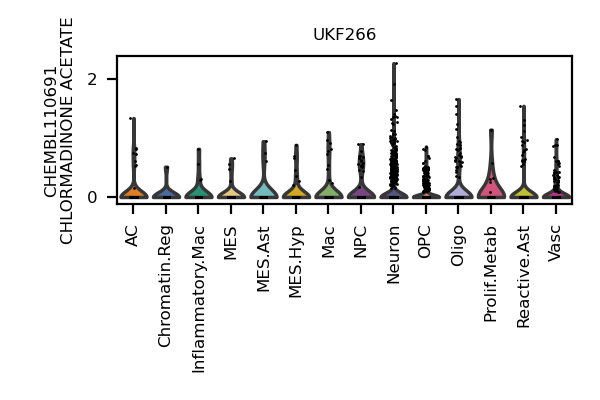 UKF266
CHEMBL110691
CHLORMADINONE ACETATE
2
0
AC
Chromatin.Reg
Inflammatory.Mac
MES
MES.Ast
MES.Hyp
Mac
NPC
Neuron
OPC
Oligo
Prolif.Metab
Reactive.Ast
Vasc